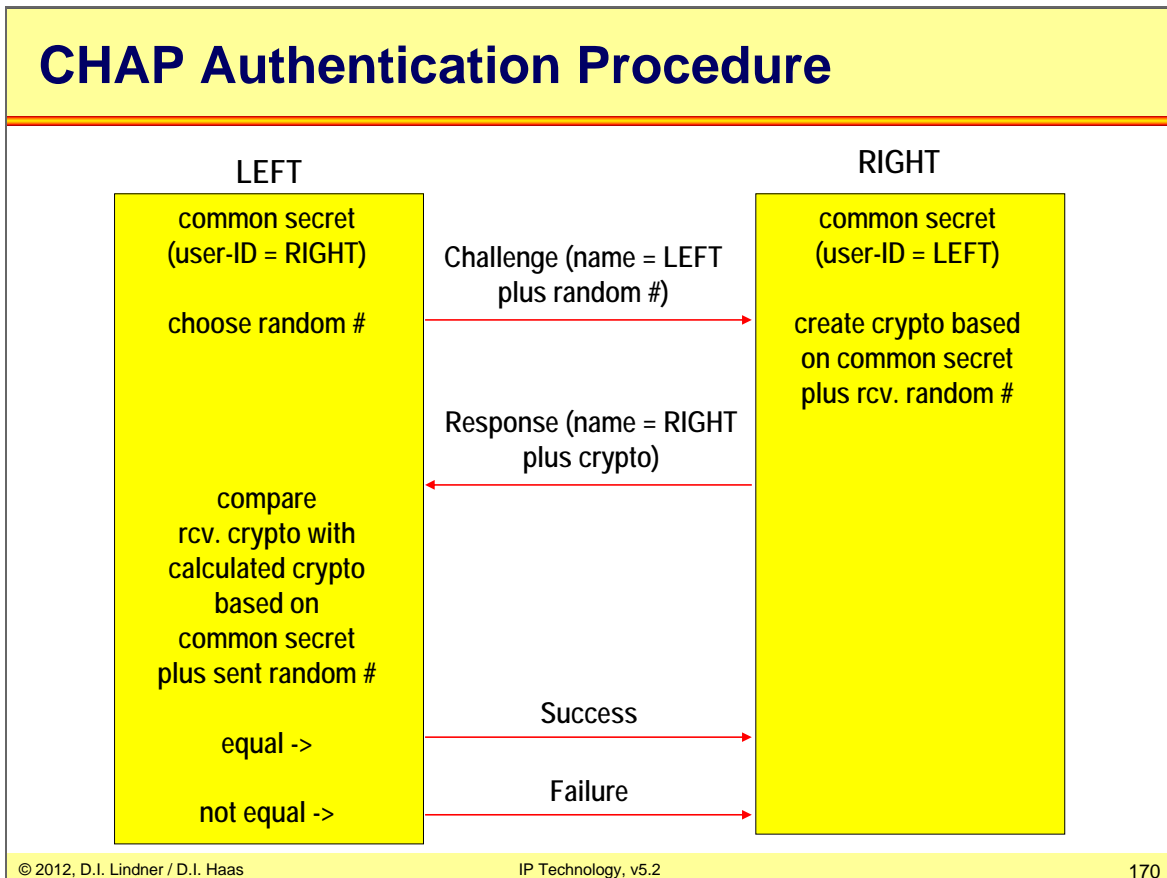 CHAP Authentication Procedure
LEFT
common secret
(user-ID = RIGHT)
choose random #
Challenge (name = LEFT
plus random #)
RIGHT
common secret
(user-ID = LEFT)
create crypto based
on common secret
plus rcv. random #
Response (name = RIGHT
plus crypto)
compare
rcv. crypto with
calculated crypto
based on
common secret
plus sent random #
equal ->
Success
not equal ->
Failure
© 2012, D.I. Lindner / D.I. Haas
IP Technology, v5.2
170